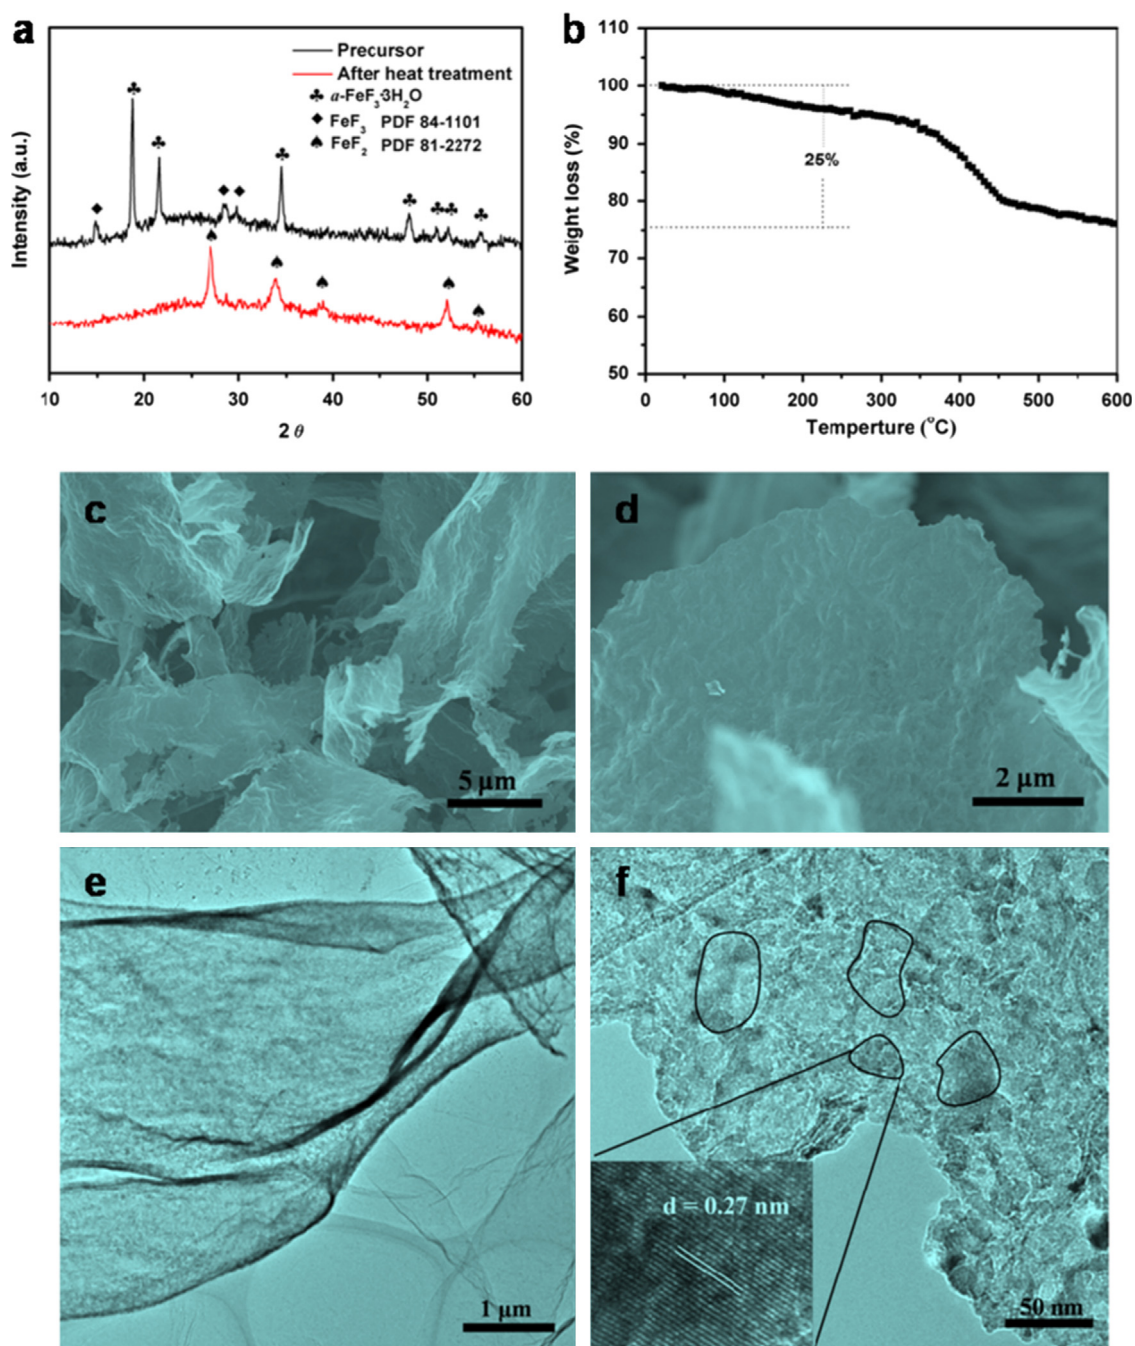 a
Precursor
After heat treatment
♣ a-FeF3·3H2O
◆ FeF3 PDF 84-1101
♠ FeF2 PDF 81-2272
Intensity (a.u.)
10 20 30 40 50 60
2 θ
b
110
100
90
80
70
60
50
25%
Weight loss (%)
0 100 200 300 400 500 600
Temperture (°C)
c
5 μm
d
2 μm
e
1 μm
f
d = 0.27 nm
50 nm